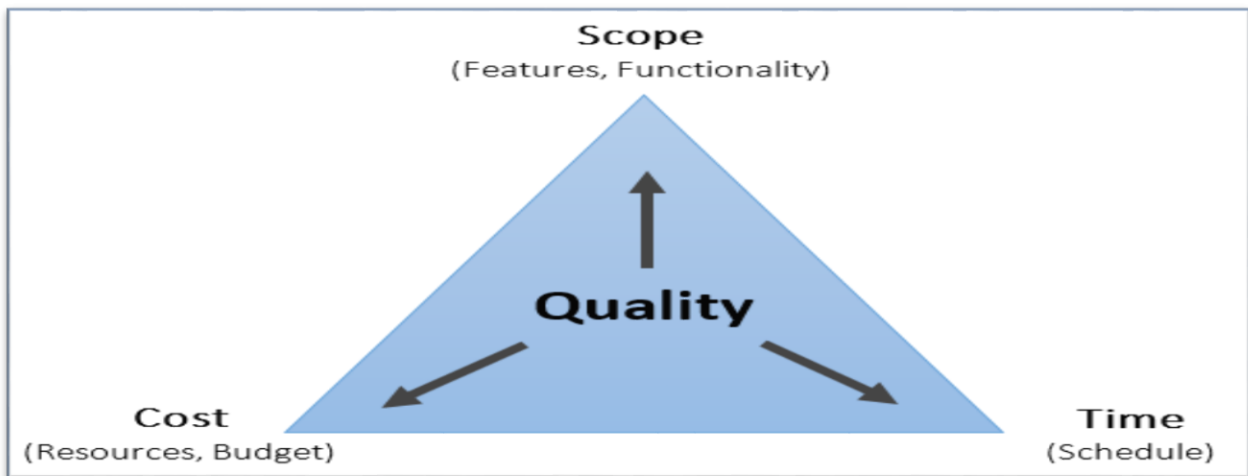 Scope
(Features, Functionality)
Quality
Cost
(Resources, Budget)
Time
(Schedule)